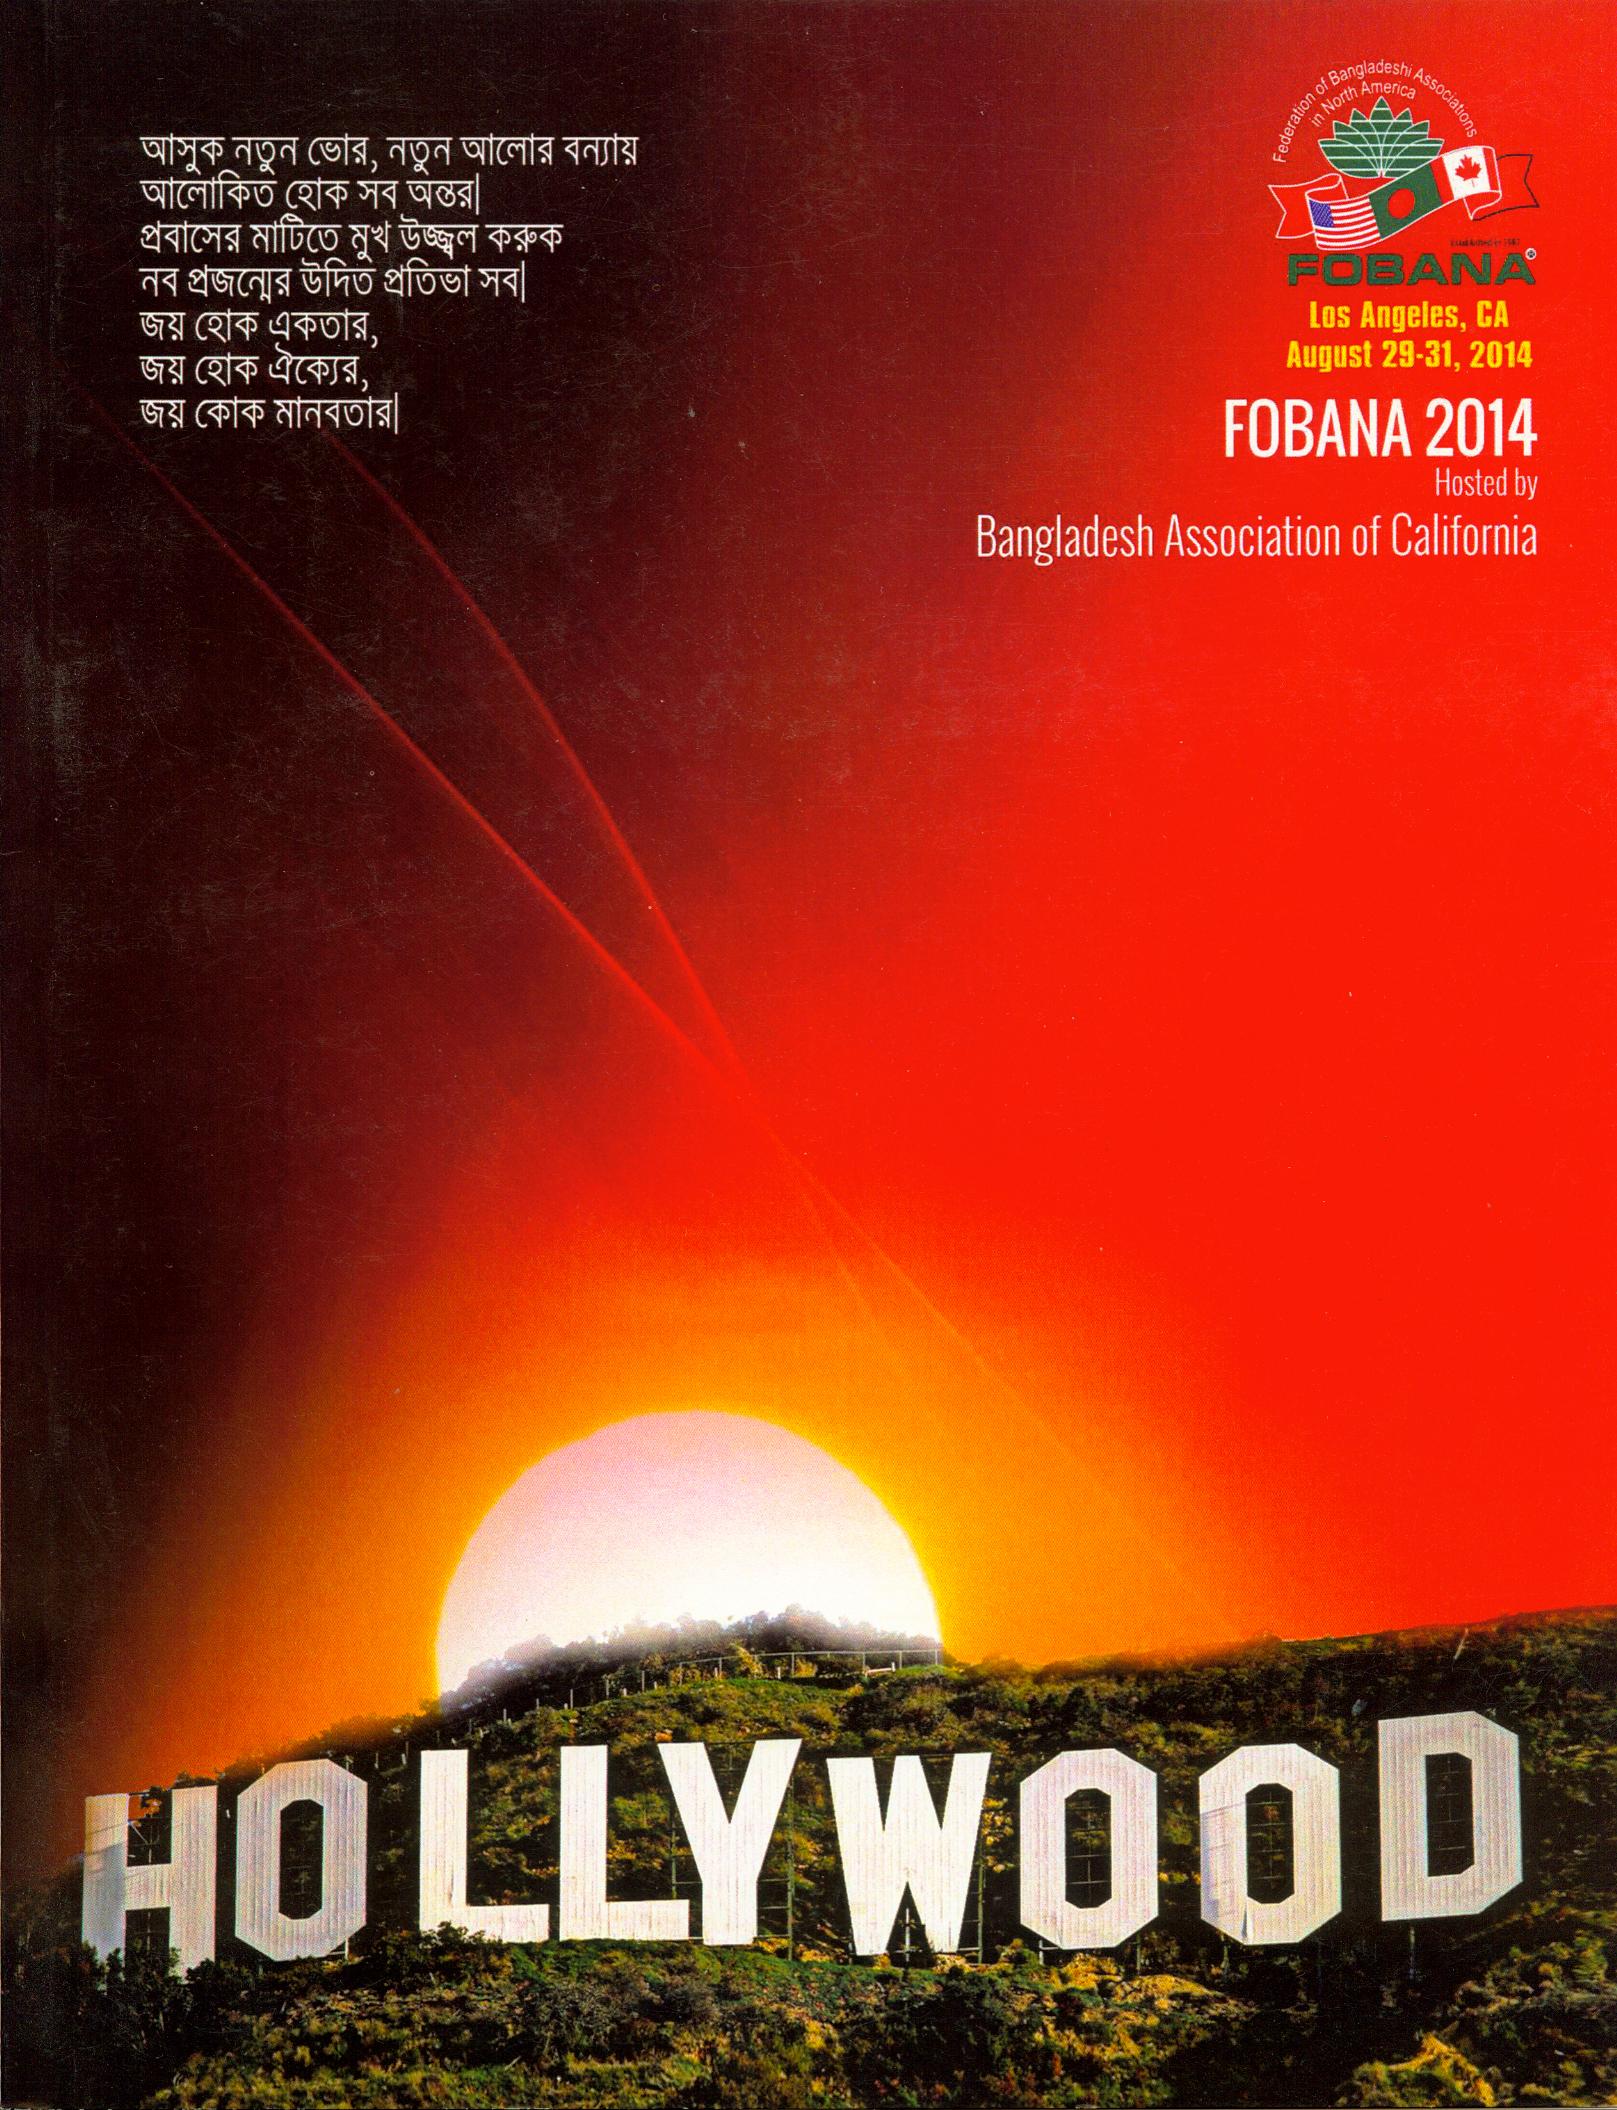 আসুক নতুন ভোর, নতুন আলোর বন্যায়
আলোকিত হোক সব অন্তর|
প্রবাসের মাটিতে মুখ উজ্জ্বল করুক
নব প্রজন্মের উদিত প্রতিভা সব|
জয় হোক একতার,
জয় হোক ঐক্যের,
জয় কোক মানবতার|
Federation of Bangladeshi Associations
in North America
FOBANA®
Los Angeles, CA
August 29-31, 2014
FOBANA 2014
Hosted by
Bangladesh Association of California
HOLLYWOOD